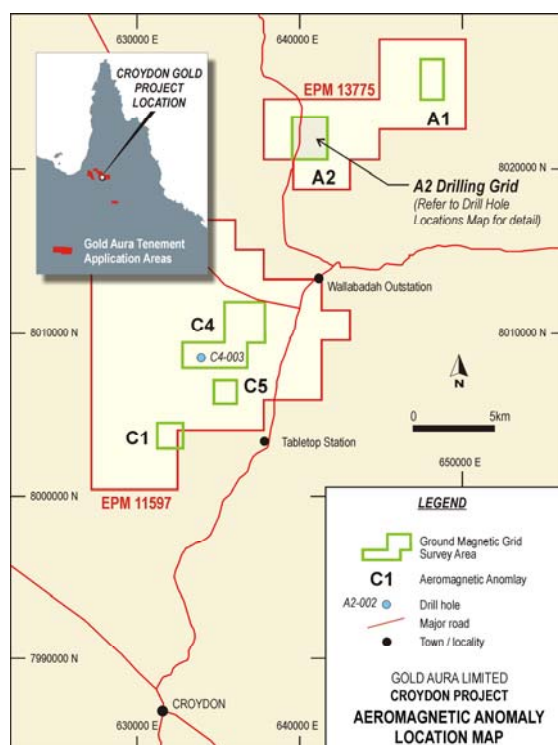 630000 E
640000 E
CROYDON GOLD
PROJECT
LOCATION
EPM 13775
A1
A2
8020000 N
8020000 N
A2 Drilling Grid
(Refer to Drill Hole
Locations Map for detail)
Gold Aura Tenement
Application Areas
Wallabadah Outstation
C4
8010000 N
8010000 N
C4-003
C5
N
0
5km
C1
Tabletop Station
650000 E
8000000 N
EPM 11597
LEGEND
Ground Magnetic Grid
Survey Area
C1
Aeromagnetic Anomlay
A2-002
Drill hole
Major road
Town / locality
7990000 N
GOLD AURA LIMITED
CROYDON PROJECT
AEROMAGNETIC ANOMALY
LOCATION MAP
CROYDON
630000 E
640000 E